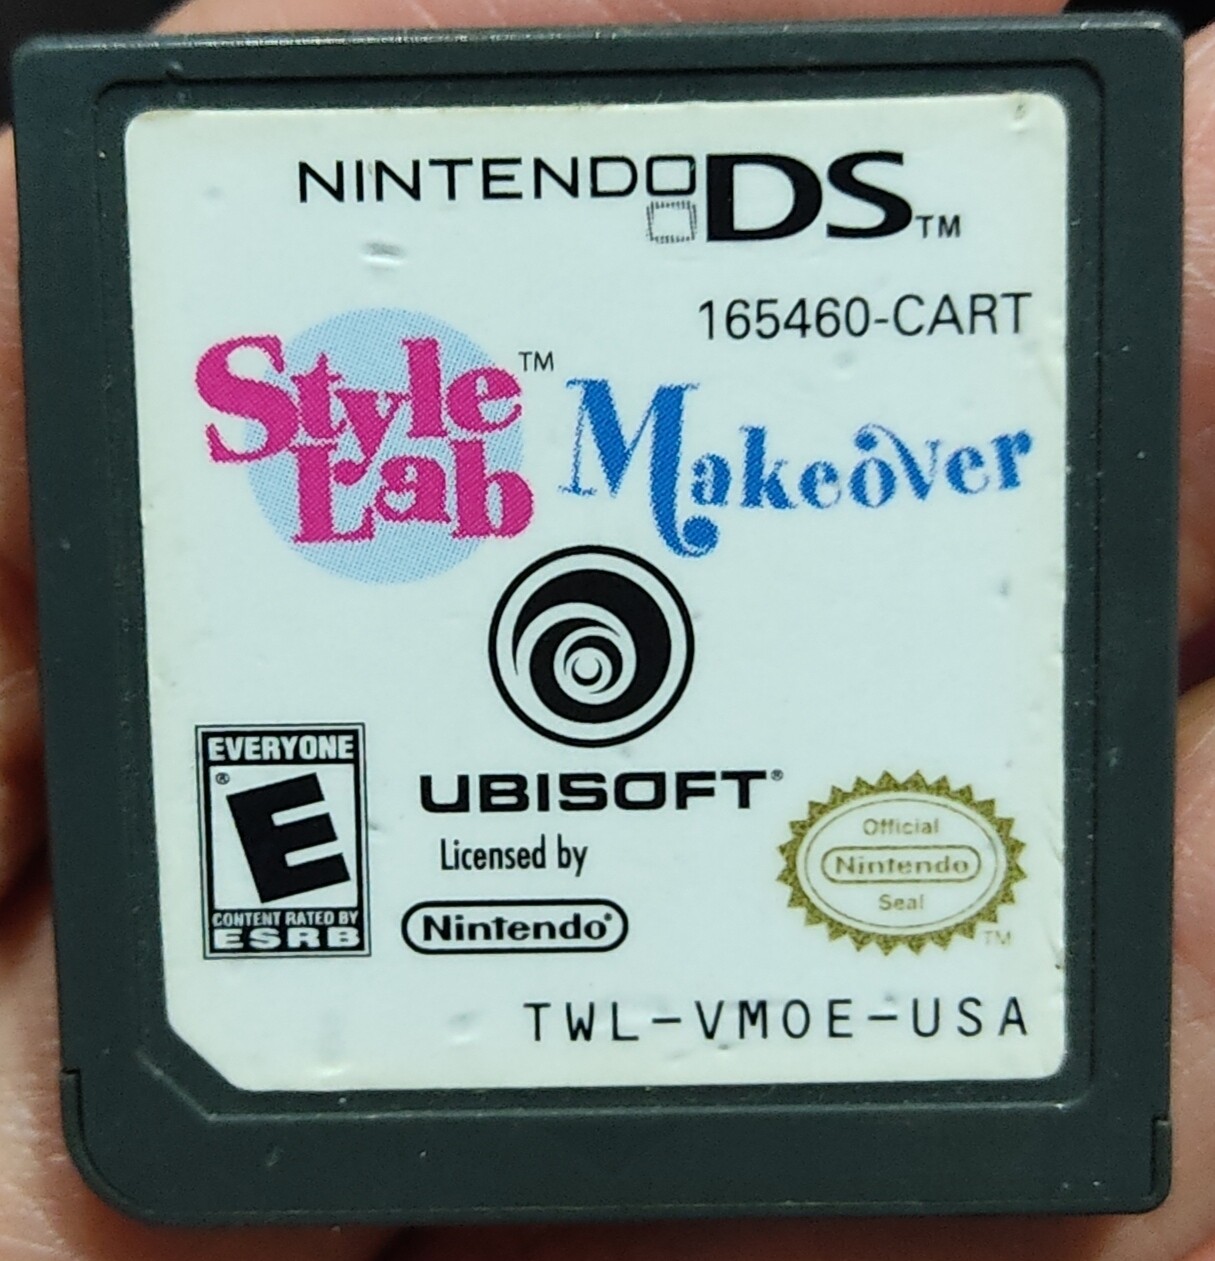 NINTENDO DS™
165460-CART
Style Lab™ Makeover
EVERYONE
E®
CONTENT RATED BY
ESRB
UBISOFT®
Licensed by
Nintendo®
Official
Nintendo
Seal
TM
TWL-VMOE-USA